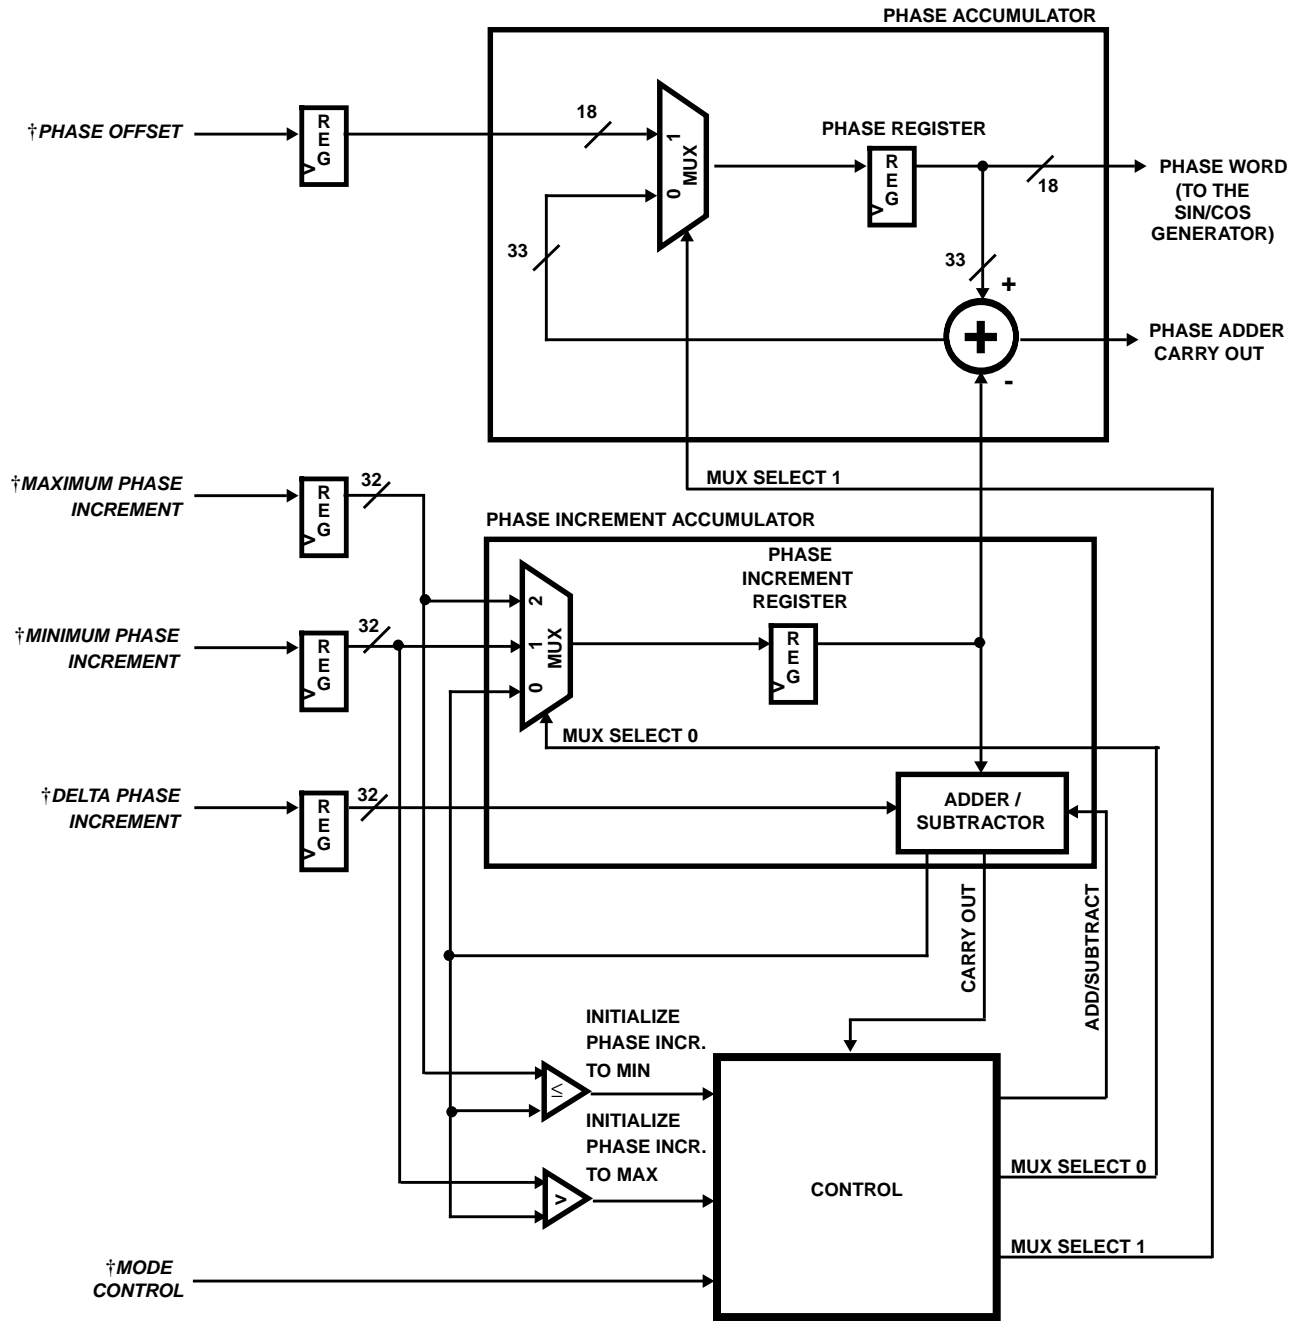 PHASE ACCUMULATOR
†PHASE OFFSET
REG
>
18
1
0
MUX
PHASE REGISTER
REG
>
18
PHASE WORD
(TO THE
SIN/COS
GENERATOR)
33
33
+
+
-
PHASE ADDER
CARRY OUT
†MAXIMUM PHASE
INCREMENT
REG
>
32
MUX SELECT 1
PHASE INCREMENT ACCUMULATOR
PHASE
INCREMENT
REGISTER
2
1
0
MUX
REG
>
†MINIMUM PHASE
INCREMENT
REG
>
32
MUX SELECT 0
†DELTA PHASE
INCREMENT
REG
>
32
ADDER /
SUBTRACTOR
CARRY OUT
ADD/SUBTRACT
INITIALIZE
PHASE INCR.
TO MIN
≤
INITIALIZE
PHASE INCR.
TO MAX
>
CONTROL
MUX SELECT 0
MUX SELECT 1
†MODE
CONTROL